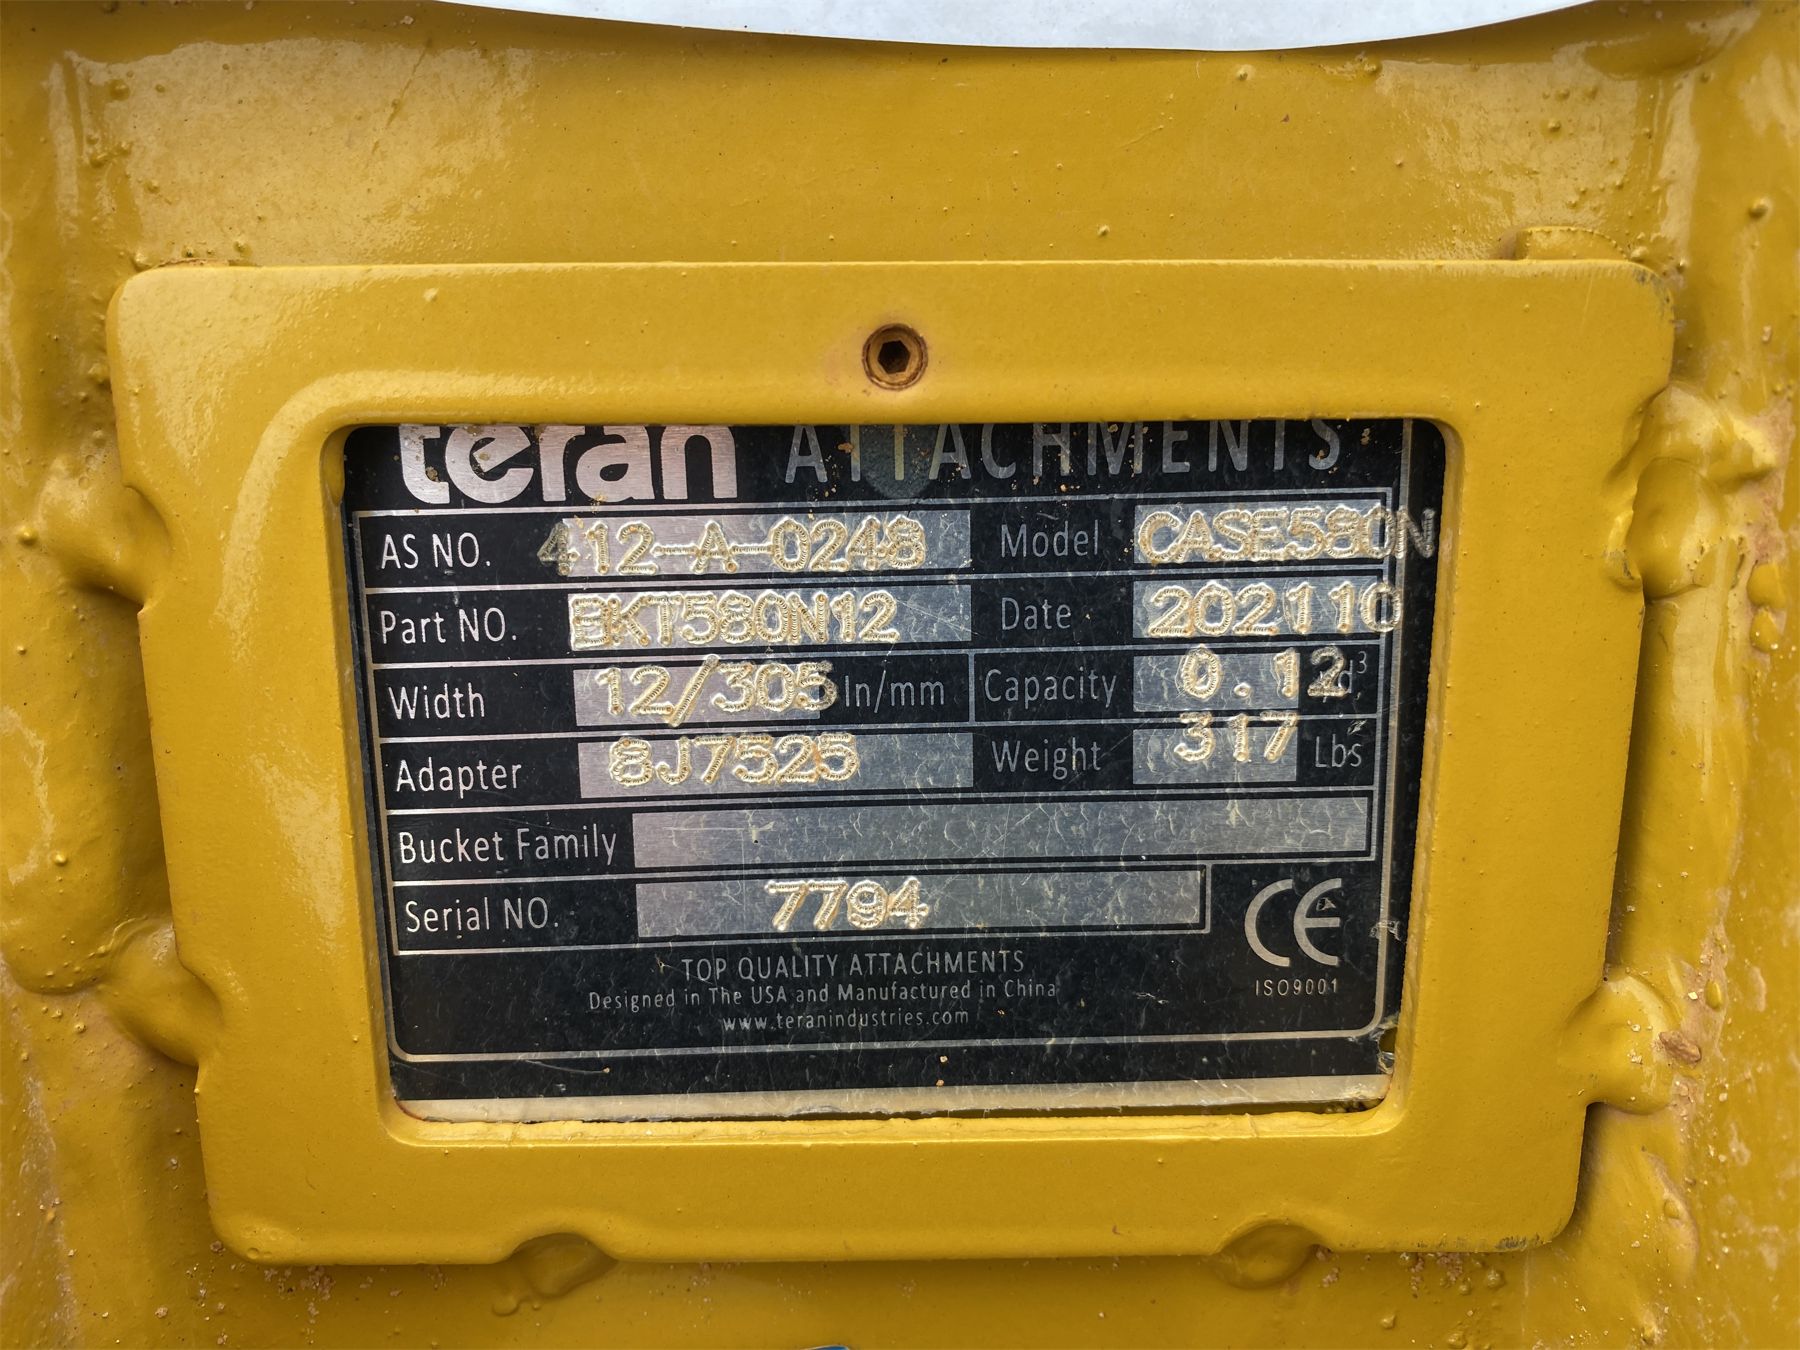 teran ATTACHMENTS
AS NO. 412-A-0248 Model CASE580N
Part NO. BKT580N12 Date 202110
Width 12/305 In/mm Capacity 0.12 Yd³
Adapter 8J7525 Weight 317 Lbs
Bucket Family
Serial NO. 7794
CE
ISO9001
TOP QUALITY ATTACHMENTS
Designed in The USA and Manufactured in China
www.teranindustries.com